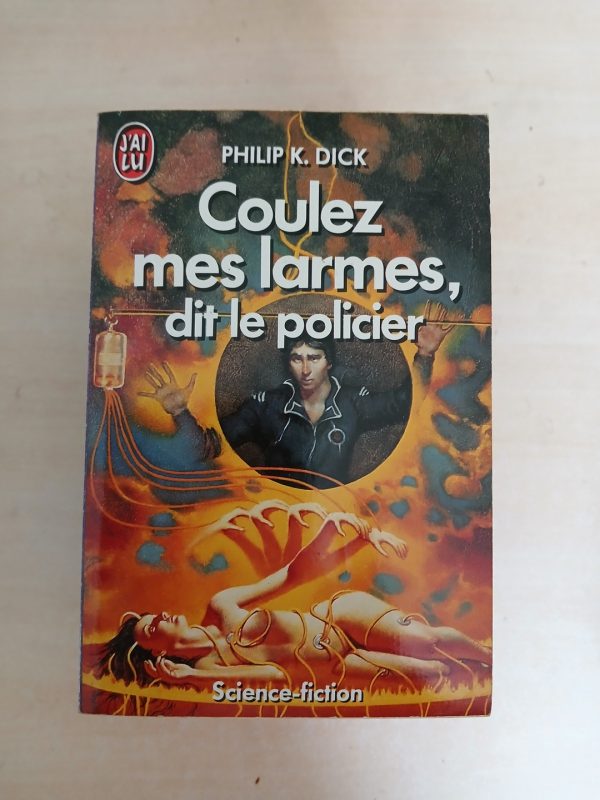 J'AI
LU
PHILIP K. DICK
Coulez
mes larmes,
dit le policier
Science-fiction